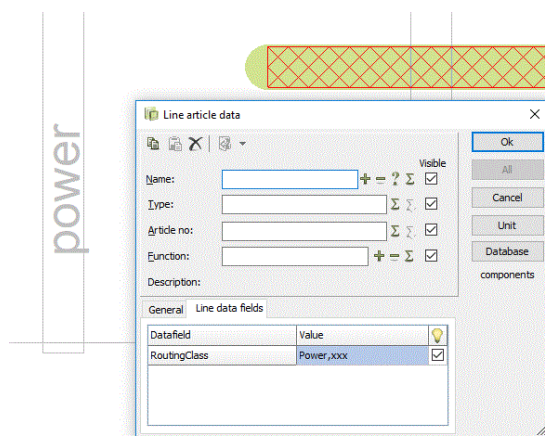 power
Line article data
Ok
All
Cancel
Unit
Database
components
Visible
Name:
Type:
Article no:
Function:
Description:
General Line data fields
Datafield Value
RoutingClass Power,xxx